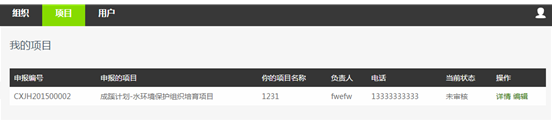 组织 项目 用户
我的项目
申报编号 申报的项目 你的项目名称 负责人 电话 当前状态 操作
CXJH201500002 成蹊计划-水环境保护组织培育项目 1231 fwefw 13333333333 未审核 详情 编辑